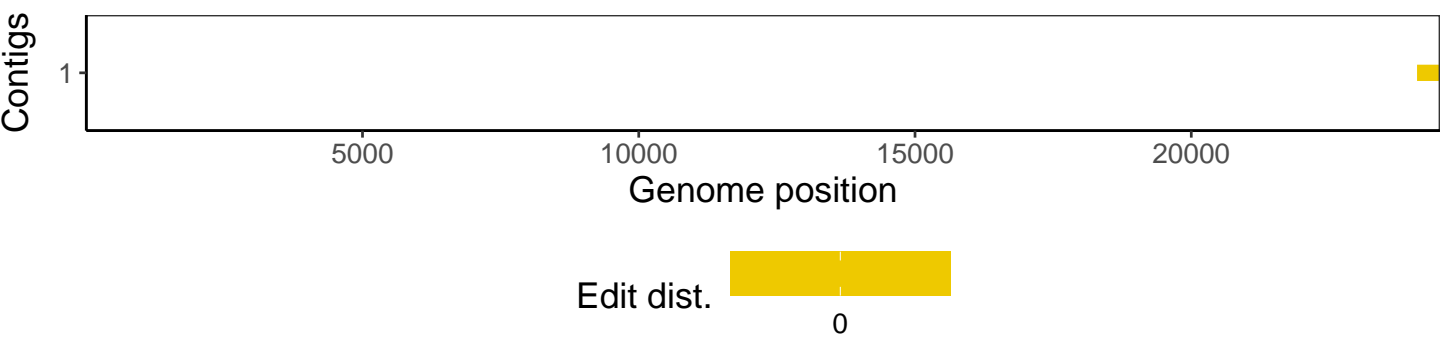 Contigs
1
5000 10000 15000 20000
Genome position
Edit dist.
0